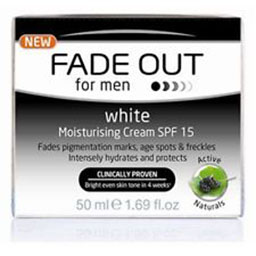 NEW
FADE OUT
for men
white
Moisturising Cream SPF 15
Fades pigmentation marks, age spots & freckles
Intensely hydrates and protects
CLINICALLY PROVEN
Bright even skin tone in 4 weeks†
Active
Naturals
50 ml ℮ 1.69 fl.oz